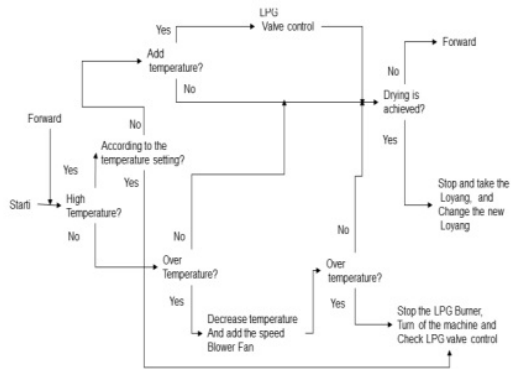 LPG
Yes
Valve control
Forward
Add
temperature?
No
No
Drying is
achieved?
Forward
No
According to the
temperature setting?
Yes
Yes
Yes
Stop and take the
Loyang, and
Change the new
Loyang
High
Temperature?
Starti
No
No
No
Over
Temperature?
Over
temperature?
Yes
Yes
Decrease temperature
And add the speed
Blower Fan
Stop the LPG Burner,
Turn of the machine and
Check LPG valve control